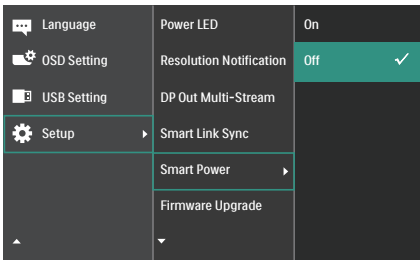 Language
OSD Setting
USB Setting
Setup
Power LED
Resolution Notification
DP Out Multi-Stream
Smart Link Sync
Smart Power
Firmware Upgrade
On
Off